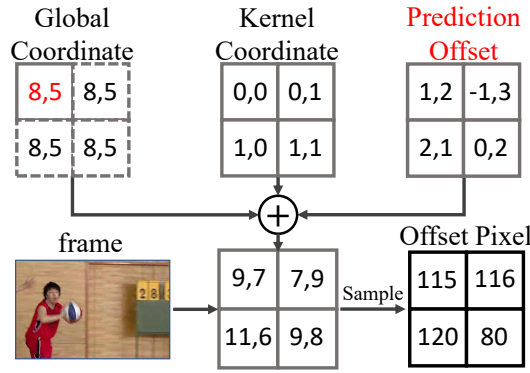 Global Coordinate
Kernel Coordinate
Prediction Offset
8,5 8,5
8,5 8,5
0,0 0,1
1,0 1,1
1,2 -1,3
2,1 0,2
+
frame
9,7 7,9
11,6 9,8
Sample
Offset Pixel
115 116
120 80